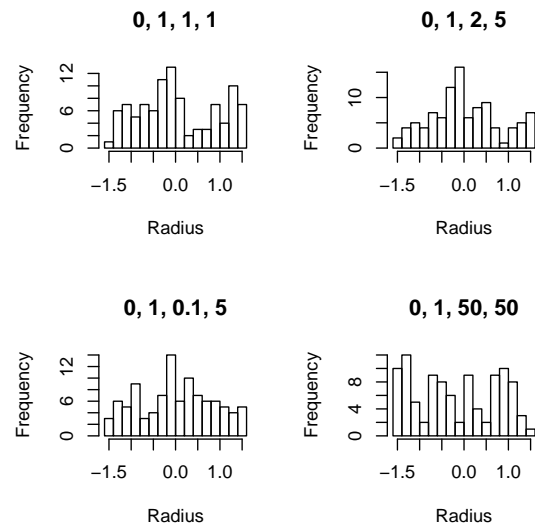 0, 1, 1, 1
Frequency
0 6 12
−1.5 0.0 1.0
Radius
0, 1, 2, 5
Frequency
0 10
−1.5 0.0 1.0
Radius
0, 1, 0.1, 5
Frequency
0 6 12
−1.5 0.0 1.0
Radius
0, 1, 50, 50
Frequency
0 4 8
−1.5 0.0 1.0
Radius